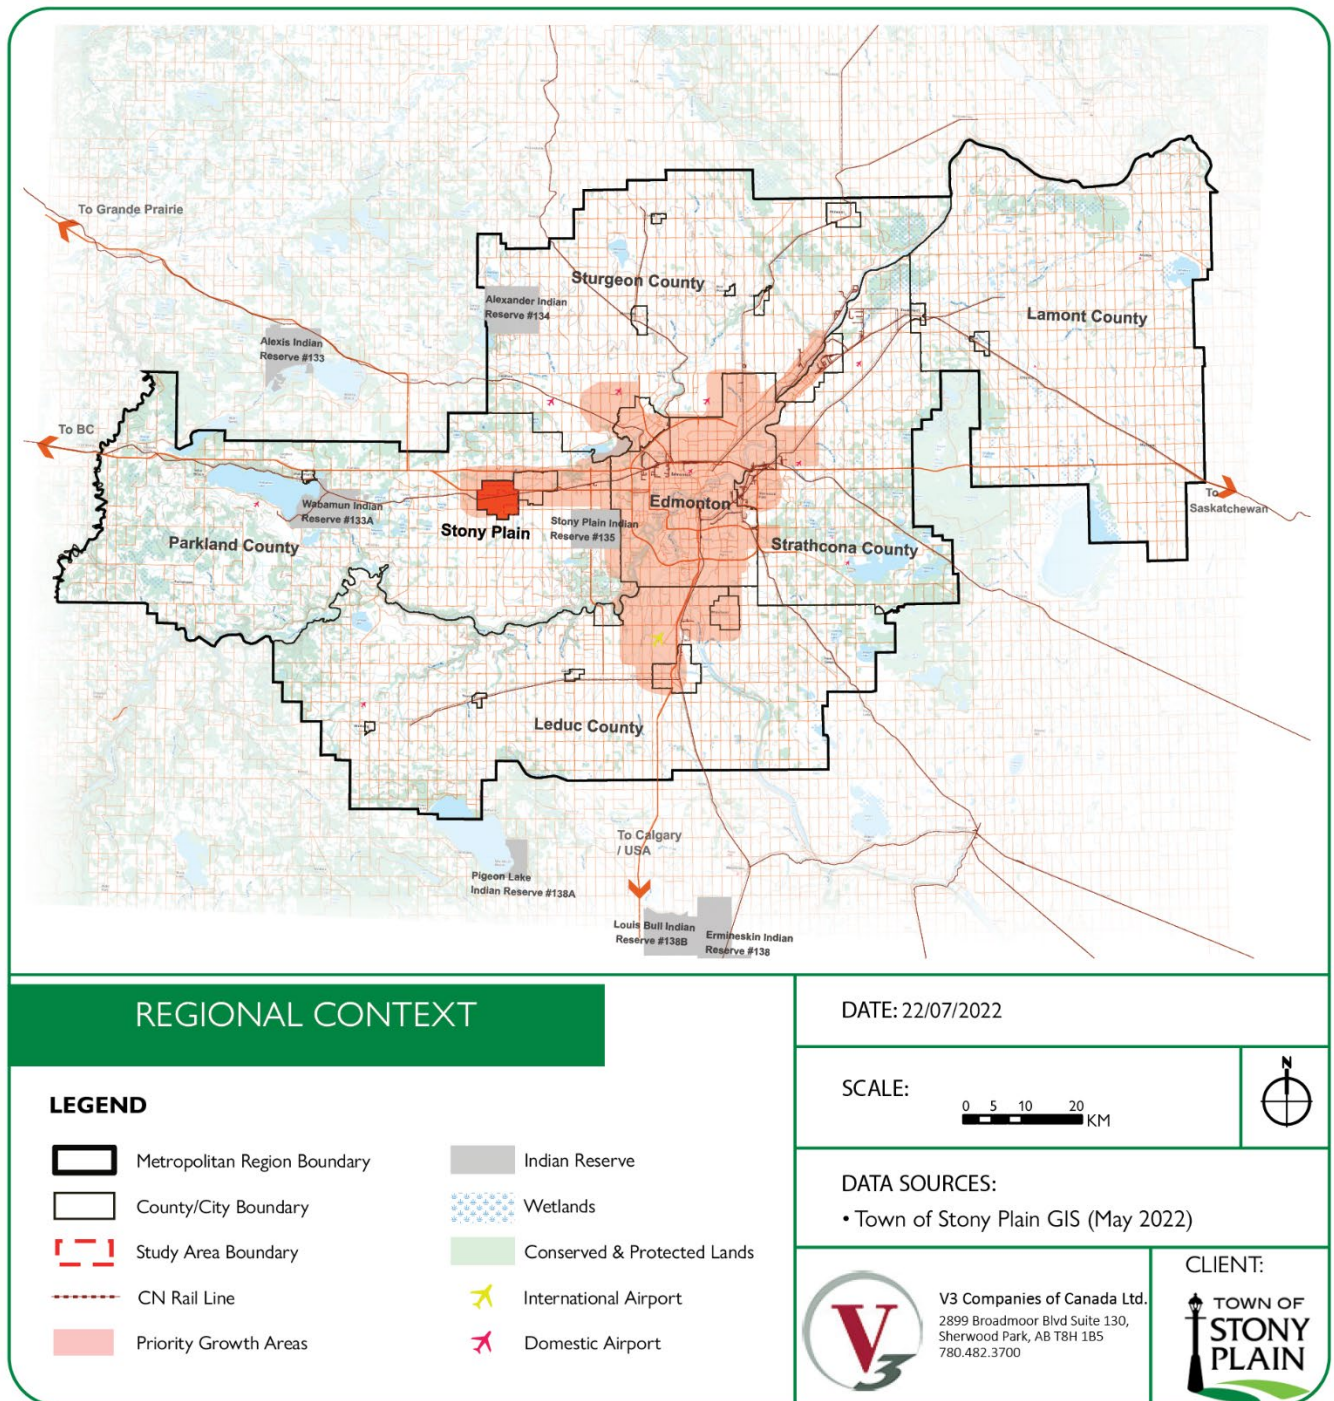 To Grande Prairie
Sturgeon County
Alexander Indian
Reserve #134
Lamont County
Alexis Indian
Reserve #133
To BC
Edmonton
To
Saskatchewan
Wabamun Indian
Reserve #133A
Stony Plain
Stony Plain Indian
Reserve #135
Parkland County
Strathcona County
Leduc County
To Calgary
/ USA
Pigeon Lake
Indian Reserve #138A
Louis Bull Indian
Reserve #138B
Ermineskin Indian
Reserve #138
REGIONAL CONTEXT
LEGEND
Metropolitan Region Boundary
County/City Boundary
Study Area Boundary
CN Rail Line
Priority Growth Areas
Indian Reserve
Wetlands
Conserved & Protected Lands
International Airport
Domestic Airport
DATE: 22/07/2022
SCALE:
0 5 10 20
KM
N
DATA SOURCES:
• Town of Stony Plain GIS (May 2022)
V3
V3 Companies of Canada Ltd.
2899 Broadmoor Blvd Suite 130,
Sherwood Park, AB T8H 1B5
780.482.3700
CLIENT:
TOWN OF
STONY
PLAIN